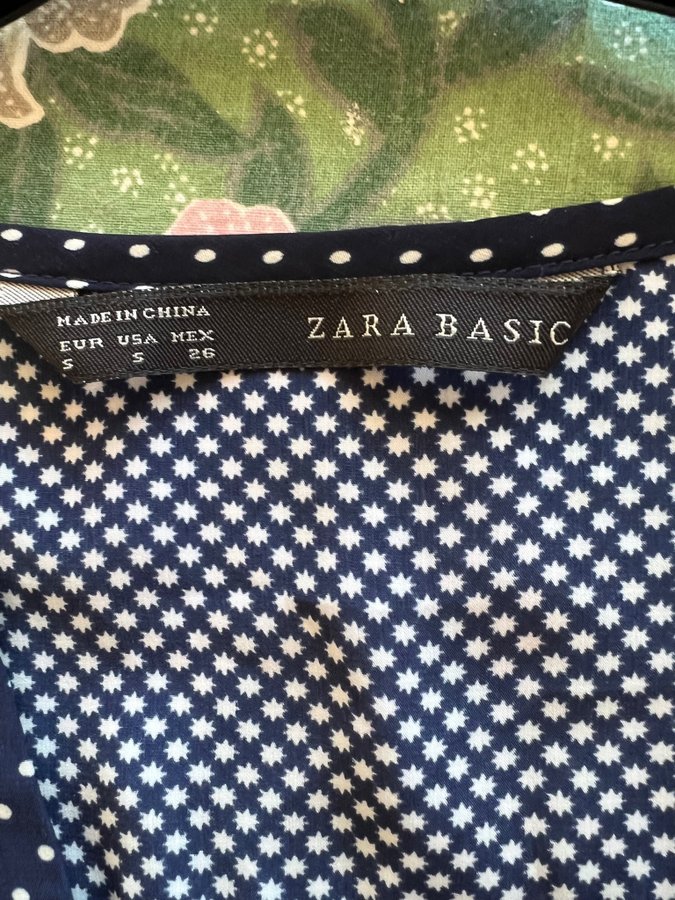 MADE IN CHINA
EUR USA MEX
S S 26
ZARA BASIC